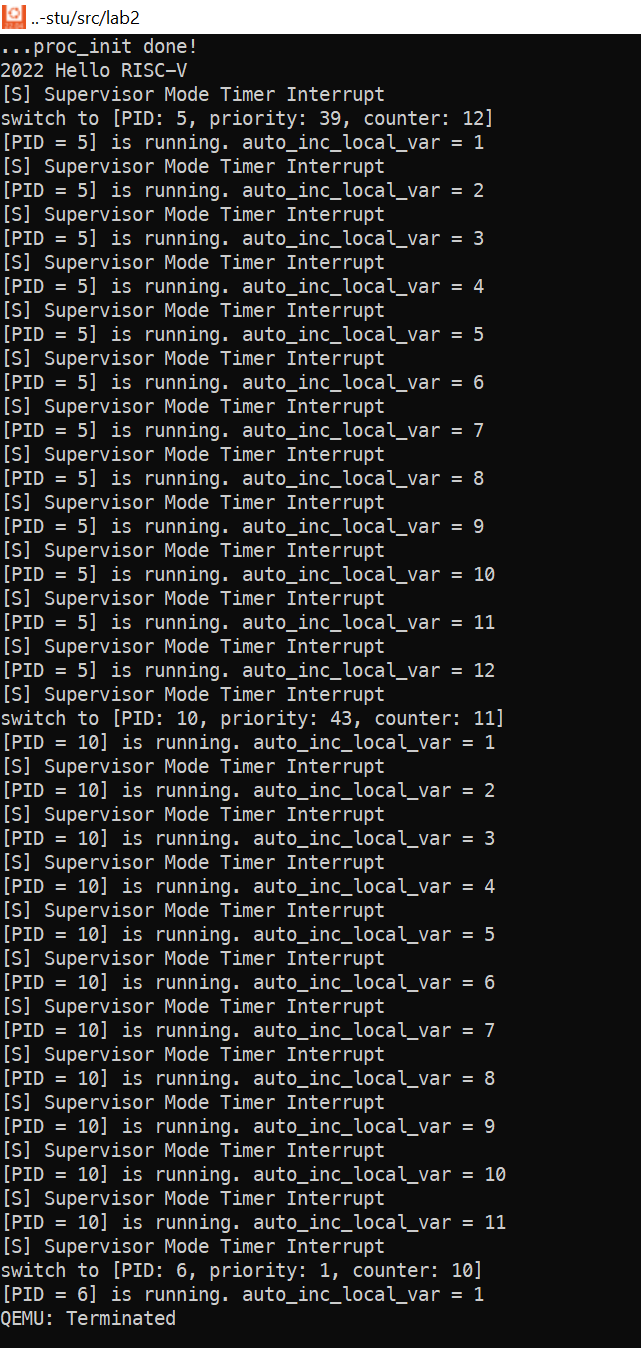 ..-stu/src/lab2
...proc_init done!
2022 Hello RISC-V
[S] Supervisor Mode Timer Interrupt
switch to [PID: 5, priority: 39, counter: 12]
[PID = 5] is running. auto_inc_local_var = 1
[S] Supervisor Mode Timer Interrupt
[PID = 5] is running. auto_inc_local_var = 2
[S] Supervisor Mode Timer Interrupt
[PID = 5] is running. auto_inc_local_var = 3
[S] Supervisor Mode Timer Interrupt
[PID = 5] is running. auto_inc_local_var = 4
[S] Supervisor Mode Timer Interrupt
[PID = 5] is running. auto_inc_local_var = 5
[S] Supervisor Mode Timer Interrupt
[PID = 5] is running. auto_inc_local_var = 6
[S] Supervisor Mode Timer Interrupt
[PID = 5] is running. auto_inc_local_var = 7
[S] Supervisor Mode Timer Interrupt
[PID = 5] is running. auto_inc_local_var = 8
[S] Supervisor Mode Timer Interrupt
[PID = 5] is running. auto_inc_local_var = 9
[S] Supervisor Mode Timer Interrupt
[PID = 5] is running. auto_inc_local_var = 10
[S] Supervisor Mode Timer Interrupt
[PID = 5] is running. auto_inc_local_var = 11
[S] Supervisor Mode Timer Interrupt
[PID = 5] is running. auto_inc_local_var = 12
[S] Supervisor Mode Timer Interrupt
switch to [PID: 10, priority: 43, counter: 11]
[PID = 10] is running. auto_inc_local_var = 1
[S] Supervisor Mode Timer Interrupt
[PID = 10] is running. auto_inc_local_var = 2
[S] Supervisor Mode Timer Interrupt
[PID = 10] is running. auto_inc_local_var = 3
[S] Supervisor Mode Timer Interrupt
[PID = 10] is running. auto_inc_local_var = 4
[S] Supervisor Mode Timer Interrupt
[PID = 10] is running. auto_inc_local_var = 5
[S] Supervisor Mode Timer Interrupt
[PID = 10] is running. auto_inc_local_var = 6
[S] Supervisor Mode Timer Interrupt
[PID = 10] is running. auto_inc_local_var = 7
[S] Supervisor Mode Timer Interrupt
[PID = 10] is running. auto_inc_local_var = 8
[S] Supervisor Mode Timer Interrupt
[PID = 10] is running. auto_inc_local_var = 9
[S] Supervisor Mode Timer Interrupt
[PID = 10] is running. auto_inc_local_var = 10
[S] Supervisor Mode Timer Interrupt
[PID = 10] is running. auto_inc_local_var = 11
[S] Supervisor Mode Timer Interrupt
switch to [PID: 6, priority: 1, counter: 10]
[PID = 6] is running. auto_inc_local_var = 1
QEMU: Terminated